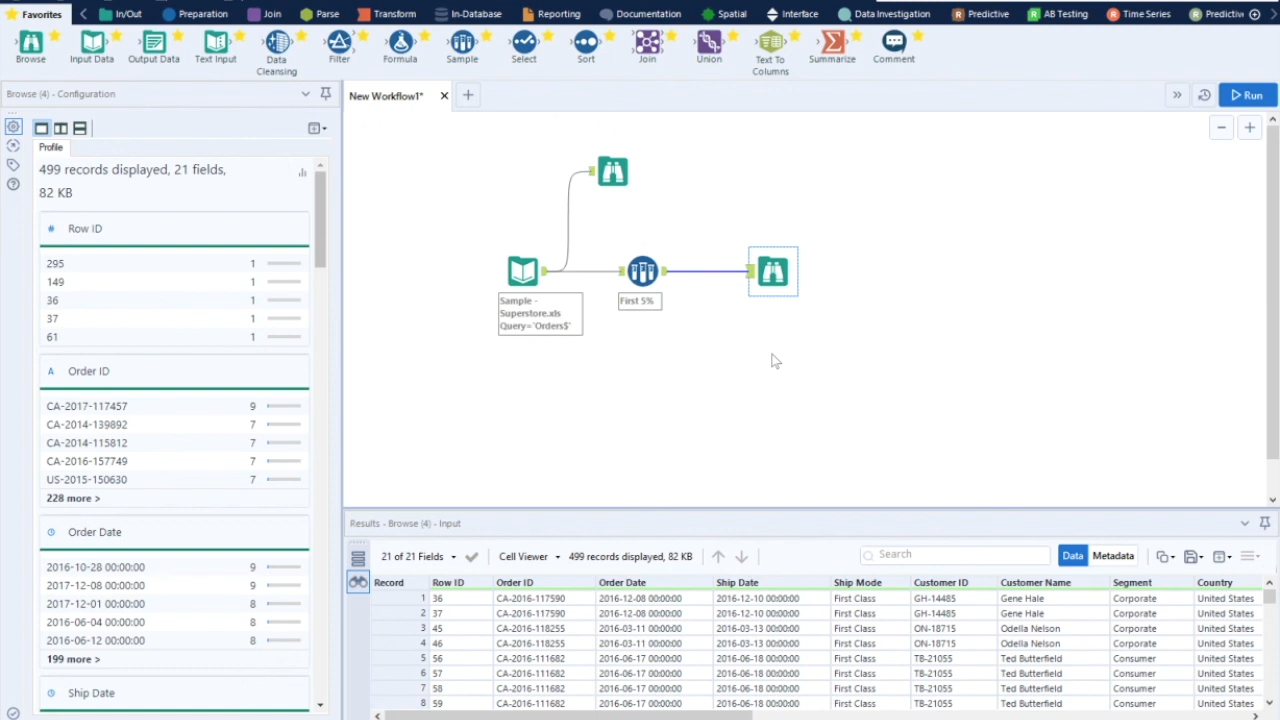 Favorites In/Out Preparation Join Parse Transform In-Database Reporting Documentation Spatial Interface Data Investigation Predictive AB Testing Time Series Predictive
Browse Input Data Output Data Text Input Data Cleansing Filter Formula Sample Select Sort Join Union Text To Columns Summarize Comment
Browse (4) - Configuration
New Workflow1*
Run
Profile
499 records displayed, 21 fields,
82 KB
# Row ID
295 1
149 1
36 1
37 1
61 1
A Order ID
CA-2017-117457 9
CA-2014-139892 7
CA-2014-115812 7
CA-2016-157749 7
US-2015-150630 7
228 more >
Order Date
2016-10-28 00:00:00 9
2017-12-08 00:00:00 9
2017-12-01 00:00:00 8
2016-06-04 00:00:00 8
2016-06-12 00:00:00 8
199 more >
Ship Date
Sample -
Superstore.xls
Query=`Orders$`
First 5%
Results - Browse (4) - Input
21 of 21 Fields Cell Viewer 499 records displayed, 82 KB Search Data Metadata
Record Row ID Order ID Order Date Ship Date Ship Mode Customer ID Customer Name Segment Country
1 36 CA-2016-117590 2016-12-08 00:00:00 2016-12-10 00:00:00 First Class GH-14485 Gene Hale Corporate United States
2 37 CA-2016-117590 2016-12-08 00:00:00 2016-12-10 00:00:00 First Class GH-14485 Gene Hale Corporate United States
3 45 CA-2016-118255 2016-03-11 00:00:00 2016-03-13 00:00:00 First Class ON-18715 Odella Nelson Corporate United States
4 46 CA-2016-118255 2016-03-11 00:00:00 2016-03-13 00:00:00 First Class ON-18715 Odella Nelson Corporate United States
5 56 CA-2016-111682 2016-06-17 00:00:00 2016-06-18 00:00:00 First Class TB-21055 Ted Butterfield Consumer United States
6 57 CA-2016-111682 2016-06-17 00:00:00 2016-06-18 00:00:00 First Class TB-21055 Ted Butterfield Consumer United States
7 58 CA-2016-111682 2016-06-17 00:00:00 2016-06-18 00:00:00 First Class TB-21055 Ted Butterfield Consumer United States
8 59 CA-2016-111682 2016-06-17 00:00:00 2016-06-18 00:00:00 First Class TB-21055 Ted Butterfield Consumer United States